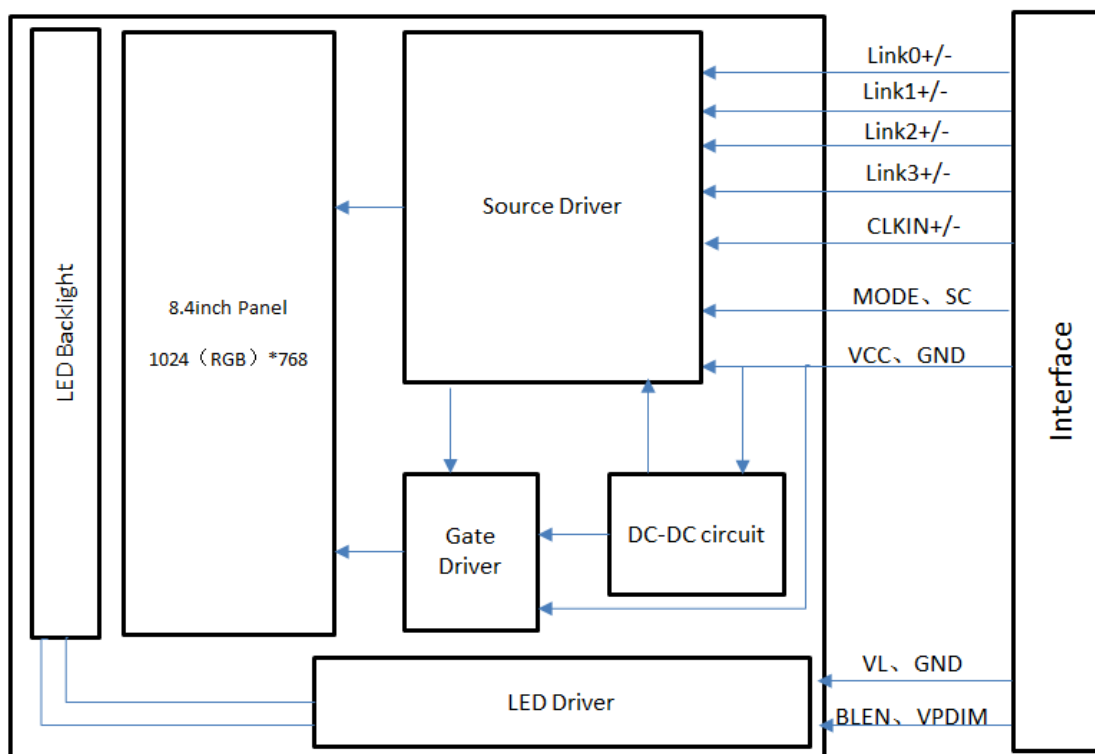 LED Backlight
8.4inch Panel
1024（RGB）*768
Source Driver
Gate
Driver
DC-DC circuit
LED Driver
Link0+/-
Link1+/-
Link2+/-
Link3+/-
CLKIN+/-
MODE、SC
VCC、GND
VL、GND
BLEN、VPDIM
Interface